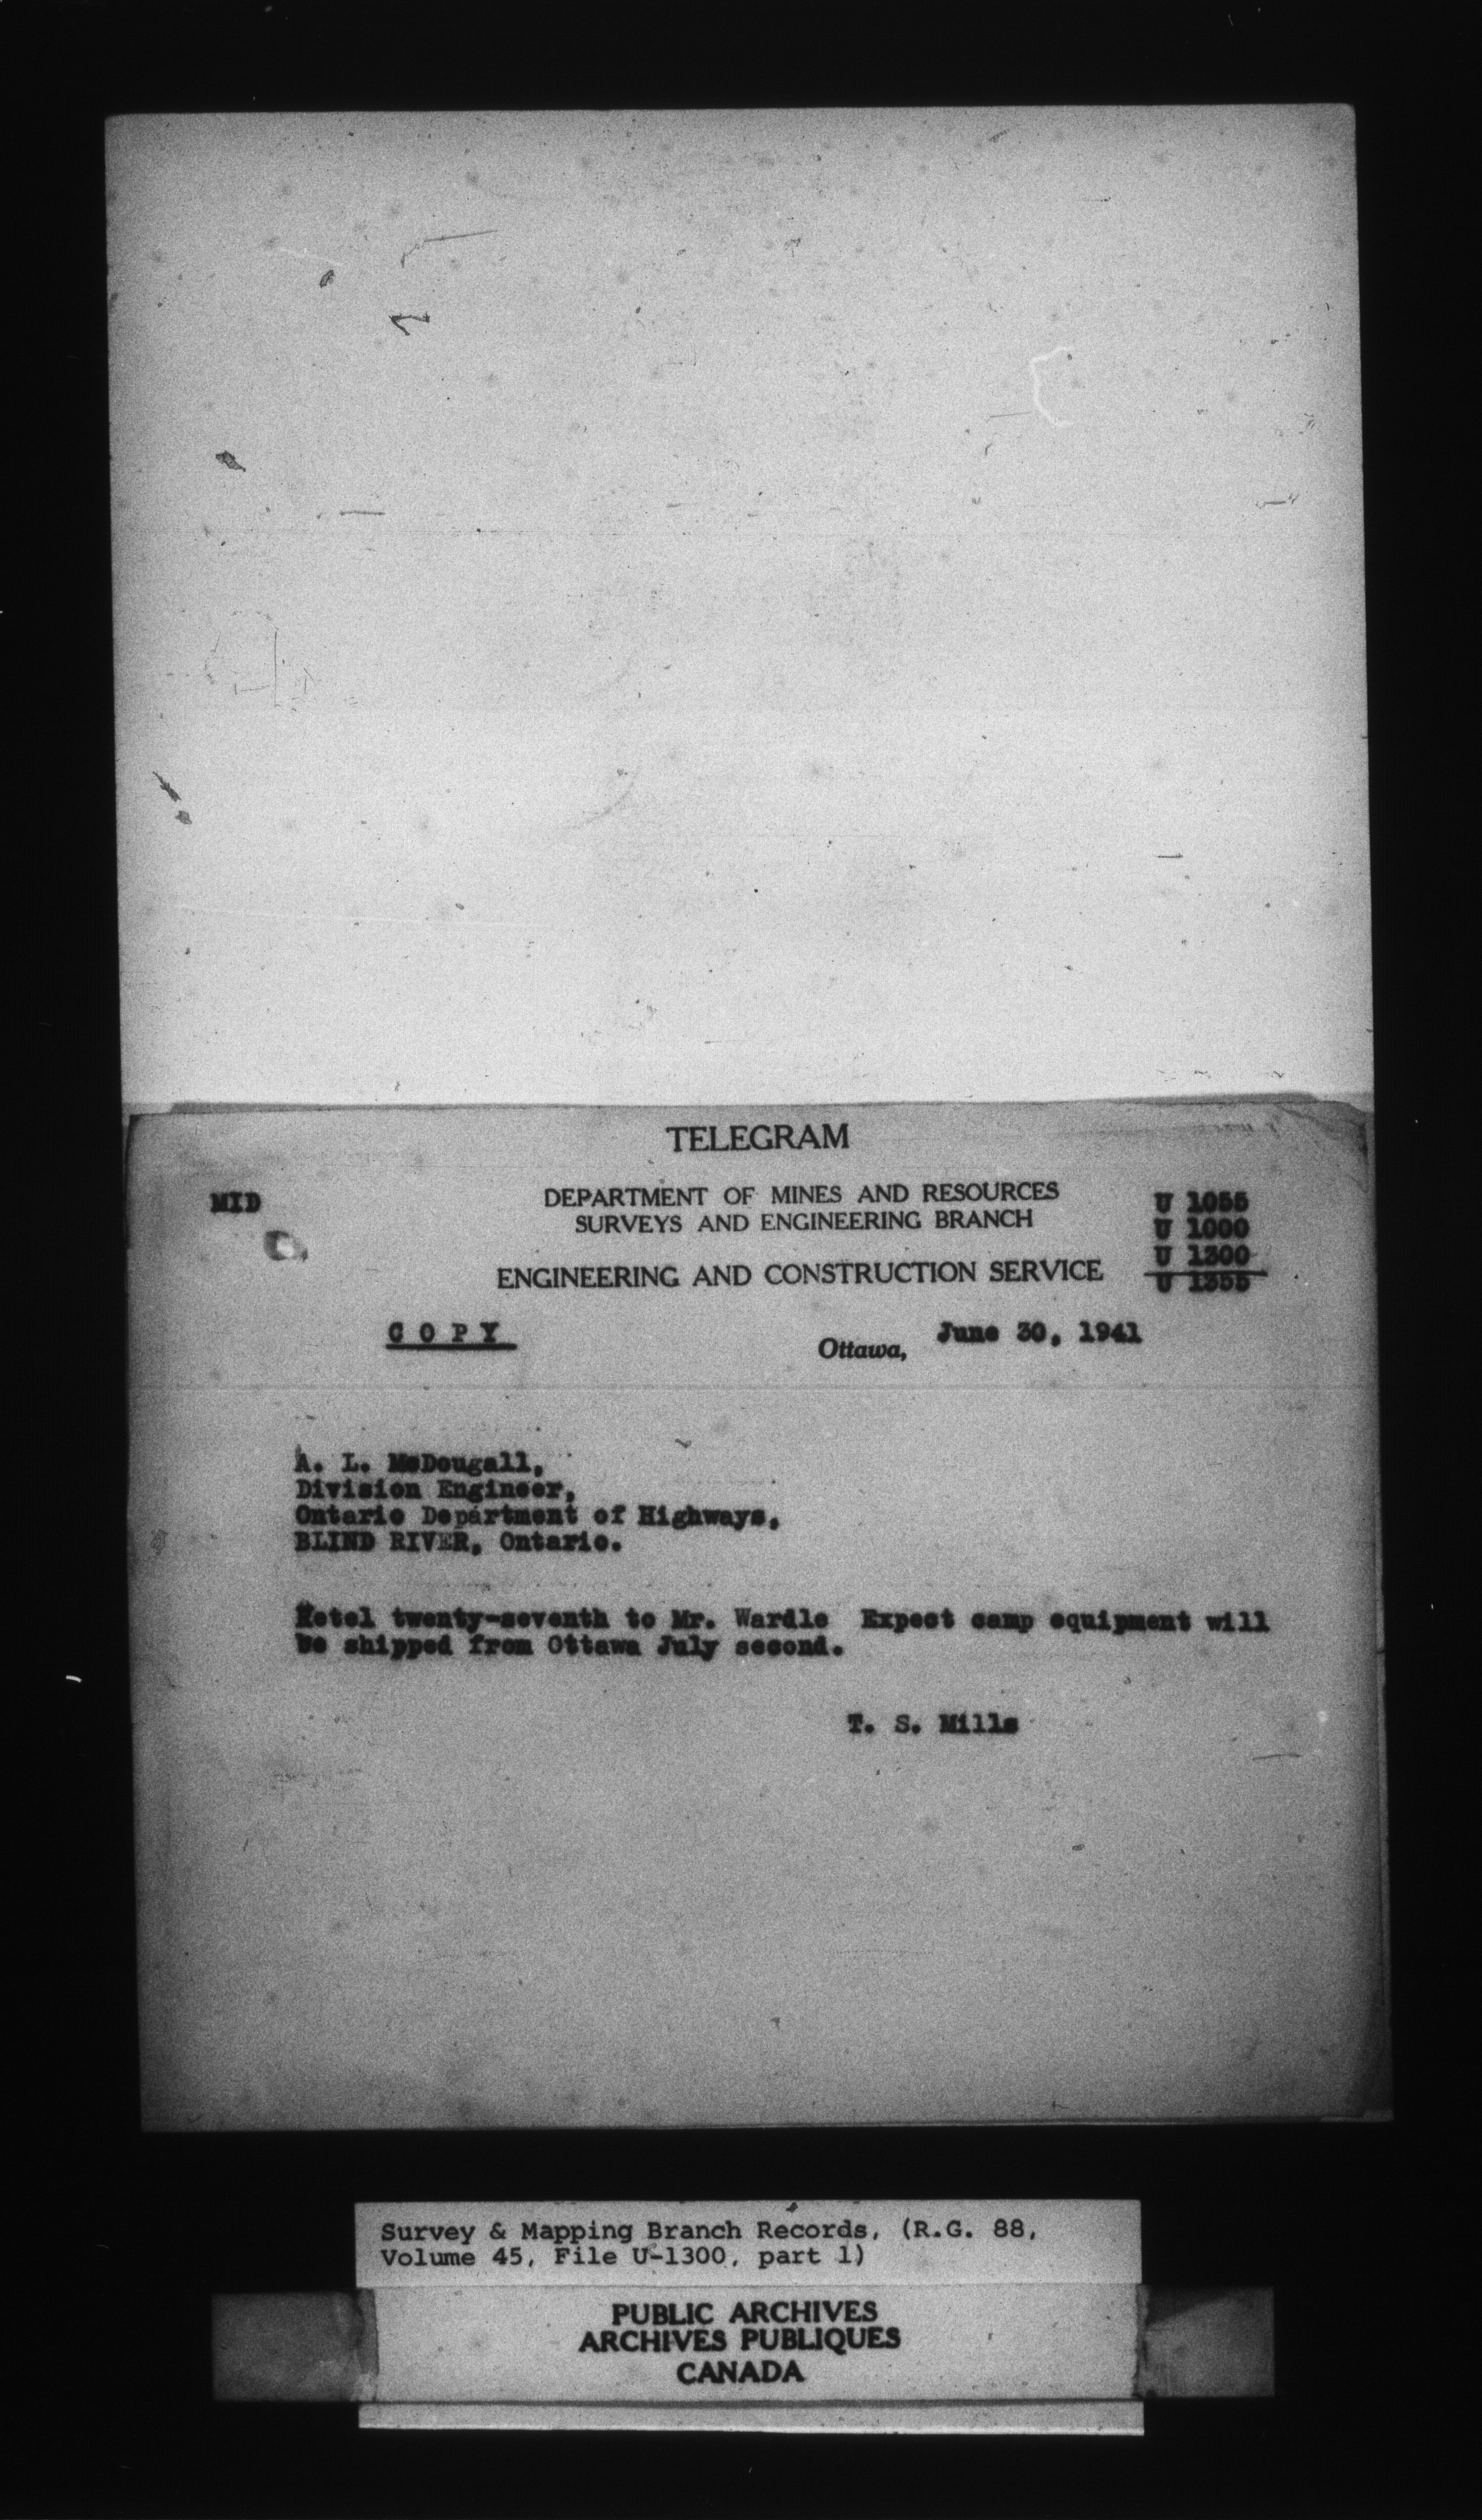 TELEGRAM
MID
DEPARTMENT OF MINES AND RESOURCES
SURVEYS AND ENGINEERING BRANCH
ENGINEERING AND CONSTRUCTION SERVICE
U 1055
U 1000
U 1300
U 1355
COPY
Ottawa, June 30, 1941
A. L. McDougall,
Division Engineer,
Ontario Department of Highways,
BLIND RIVER, Ontario.
Retel twenty-seventh to Mr. Wardle Expect camp equipment will
be shipped from Ottawa July second.
T. S. Mills
Survey & Mapping Branch Records, (R.G. 88,
Volume 45, File U-1300, part 1)
PUBLIC ARCHIVES
ARCHIVES PUBLIQUES
CANADA